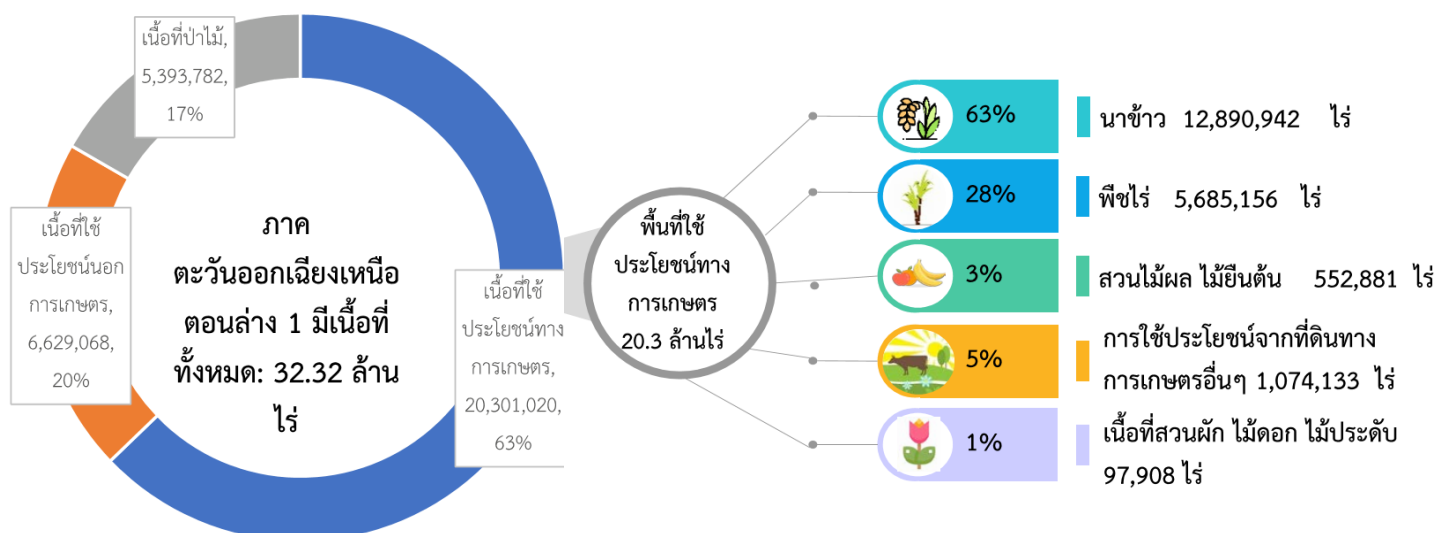 เนื้อที่ป่าไม้,
5,393,782,
17%
เนื้อที่ใช้
ประโยชน์นอก
การเกษตร,
6,629,068,
20%
ภาค
ตะวันออกเฉียงเหนือ
ตอนล่าง 1 มีเนื้อที่
ทั้งหมด: 32.32 ล้าน
ไร่
เนื้อที่ใช้
ประโยชน์ทาง
การเกษตร,
20,301,020,
63%
พื้นที่ใช้
ประโยชน์ทาง
การเกษตร
20.3 ล้านไร่
63%
นาข้าว 12,890,942 ไร่
28%
พืชไร่ 5,685,156 ไร่
3%
สวนไม้ผล ไม้ยืนต้น 552,881 ไร่
5%
การใช้ประโยชน์จากที่ดินทาง
การเกษตรอื่นๆ 1,074,133 ไร่
1%
เนื้อที่สวนผัก ไม้ดอก ไม้ประดับ
97,908 ไร่